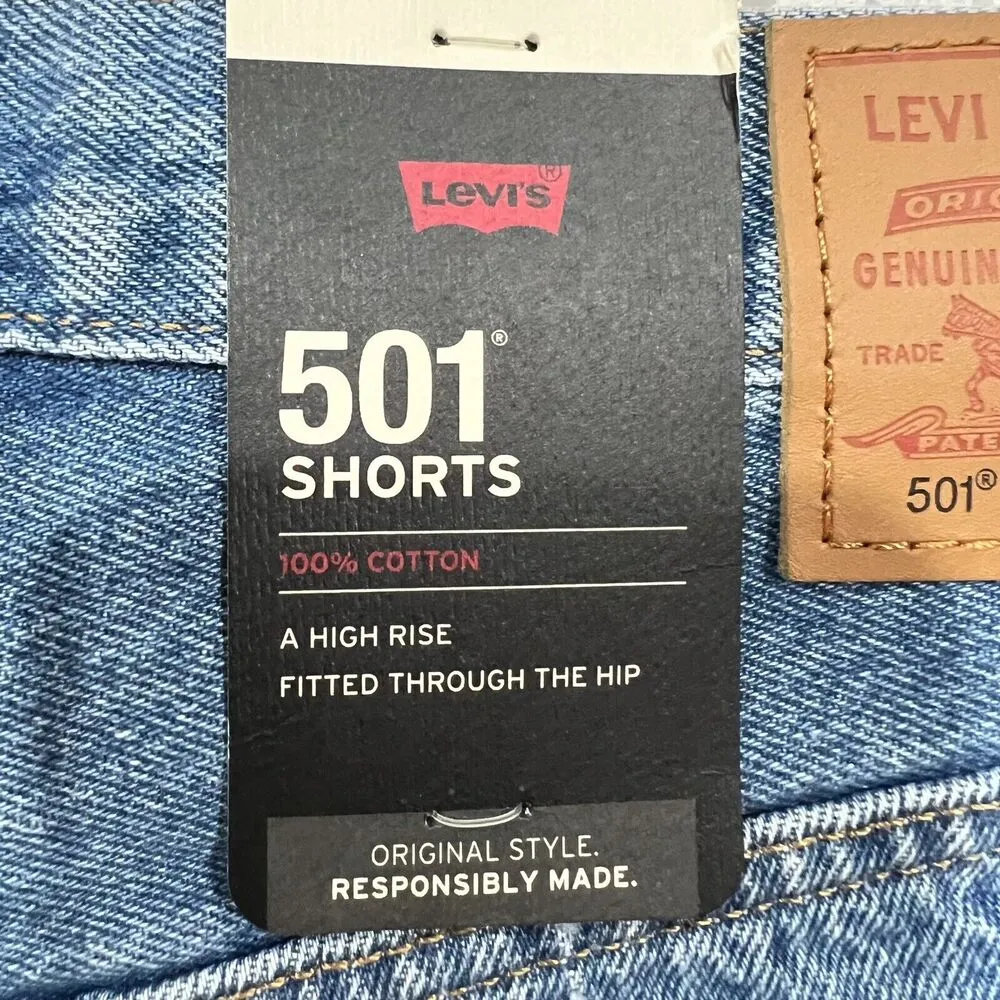 LEVI'S®
501®
SHORTS
100% COTTON
A HIGH RISE
FITTED THROUGH THE HIP
ORIGINAL STYLE.
RESPONSIBLY MADE.
LEVI
ORIG
GENUIN
TRADE
PATE
501®